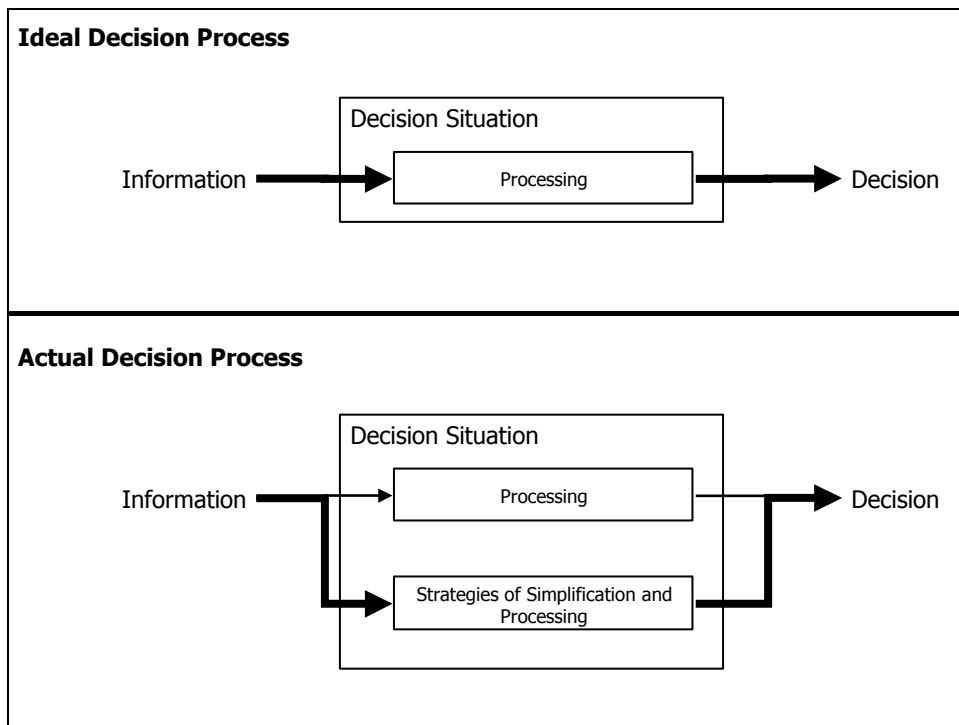 Ideal Decision Process
Decision Situation
Information
Processing
Decision
Actual Decision Process
Decision Situation
Information
Processing
Decision
Strategies of Simplification and
Processing